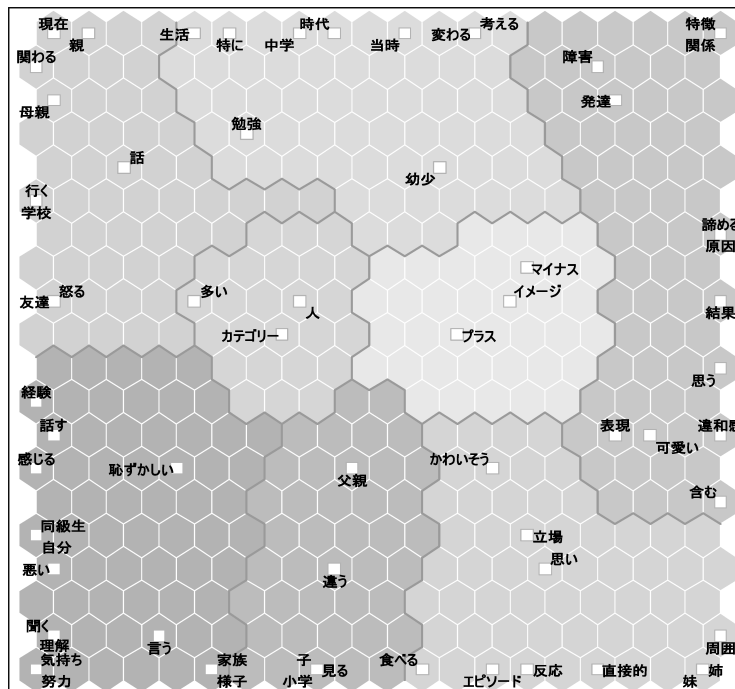 現在
親
生活
特に
中学
時代
当時
変わる
考える
特徴
関係
関わる
障害
母親
発達
勉強
話
幼少
行く
学校
諦める
原因
マイナス
友達
怒る
多い
人
イメージ
結果
カテゴリー
プラス
思う
経験
話す
表現
違和感
可愛い
感じる
恥ずかしい
父親
かわいそう
含む
同級生
自分
立場
思い
悪い
違う
聞く
理解
言う
周囲
気持ち
努力
家族
様子
子
小学
見る
食べる
エピソード
反応
直接的
妹
姉